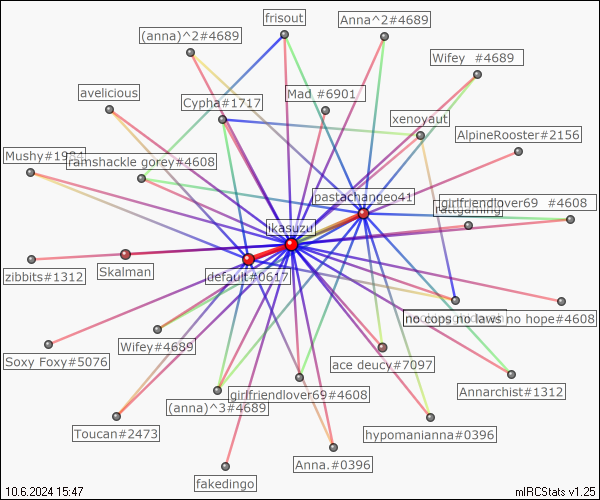 frisout
Anna^2#4689
(anna)^2#4689
Wifey  #4689
avelicious
Mad #6901
Cypha#1717
xenoyaut
AlpineRooster#2156
Mushy#1984
ramshackle gorey#4608
pastachangeo41
girlfriendlover69  #4608
ikasuzu
zibbits#1312
Skalman
default#0617
no cops no laws no hope#4608
Wifey#4689
Soxy Foxy#5076
ace deucy#7097
girlfriendlover69#4608
Annarchist#1312
(anna)^3#4689
Toucan#2473
hypomanianna#0396
Anna.#0396
fakedingo
10.6.2024 15:47
mIRCStats v1.25